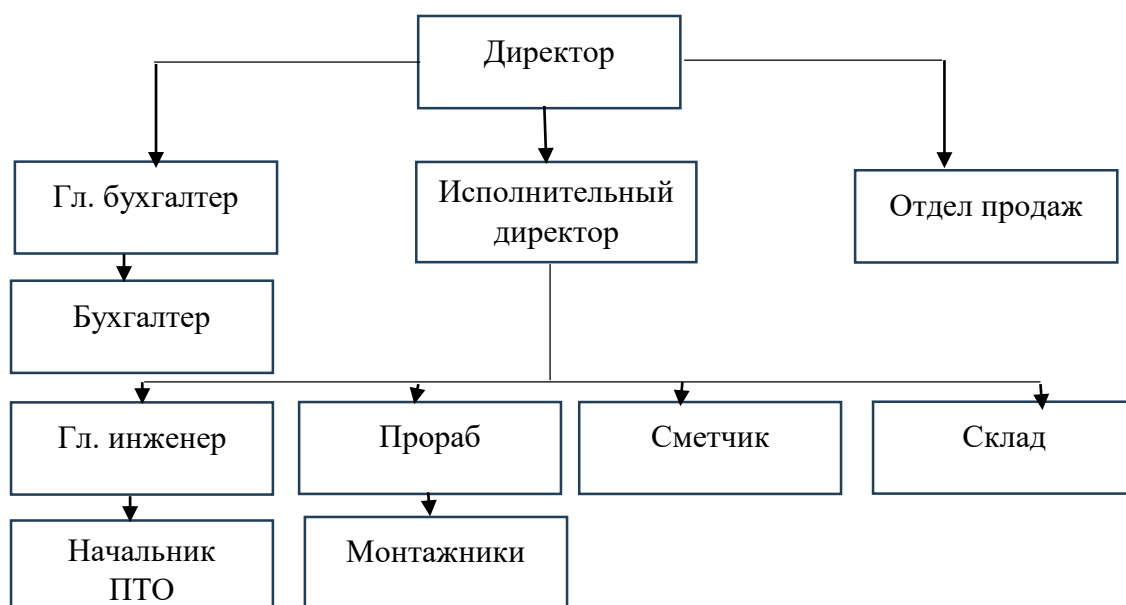 Директор
Гл. бухгалтер
Исполнительный
директор
Отдел продаж
Бухгалтер
Гл. инженер
Прораб
Сметчик
Склад
Начальник
ПТО
Монтажники